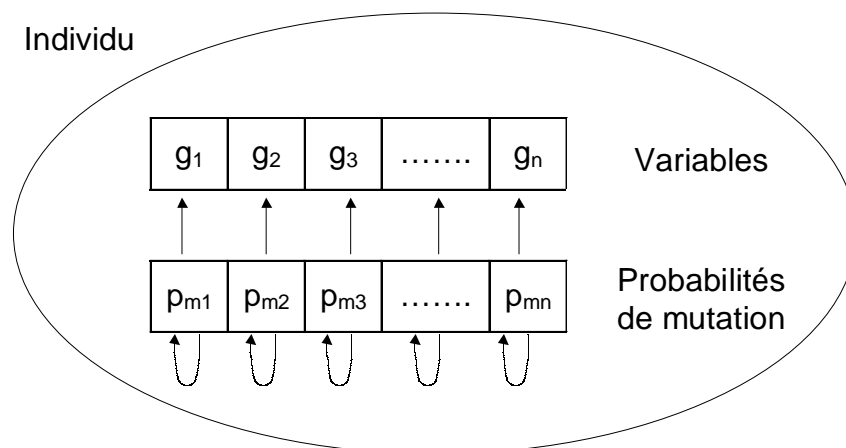 Individu
g1 g2 g3 ....... gn Variables
pm1 pm2 pm3 ....... pmn
Probabilités
de mutation